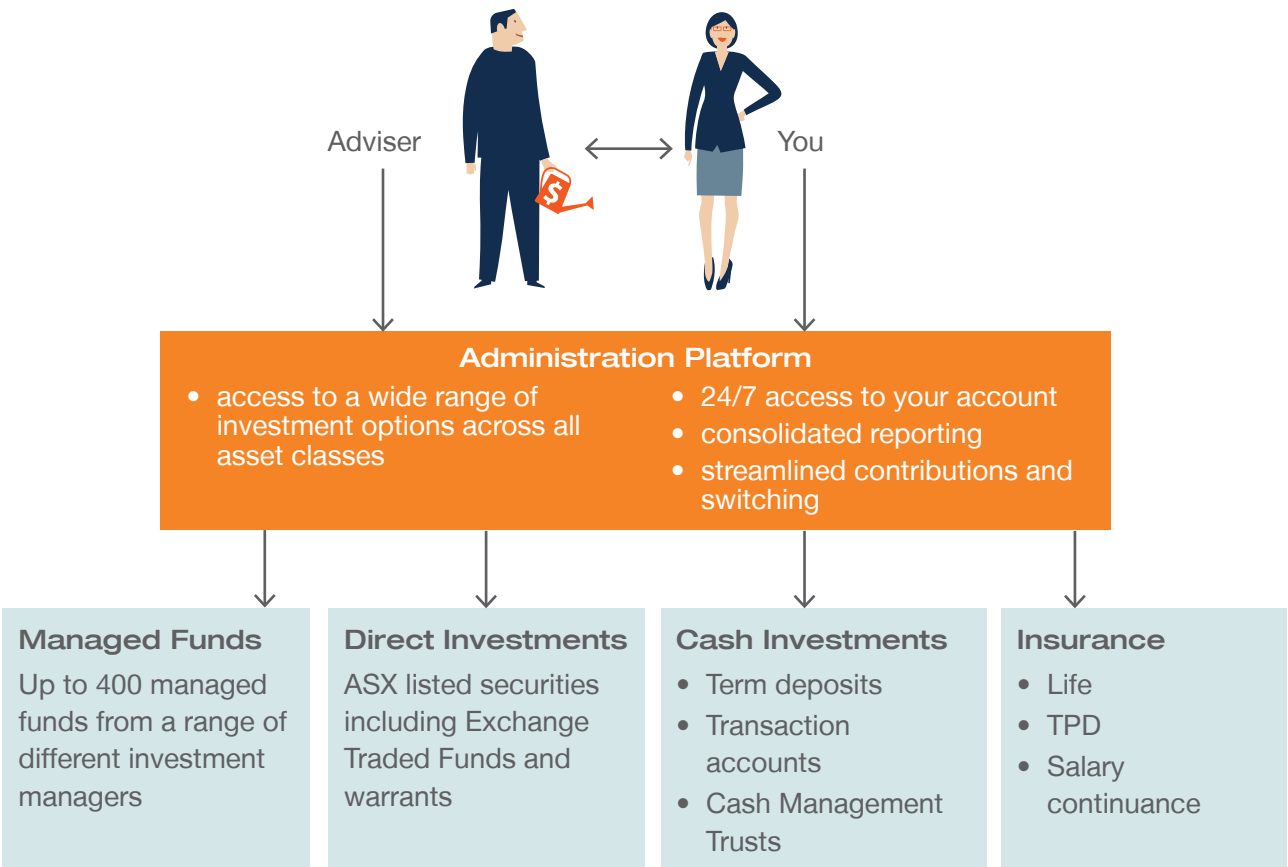 Adviser
You
$
Administration Platform
• access to a wide range of
investment options across all
asset classes
• 24/7 access to your account
• consolidated reporting
• streamlined contributions and
switching
Managed Funds
Up to 400 managed
funds from a range of
different investment
managers
Direct Investments
ASX listed securities
including Exchange
Traded Funds and
warrants
Cash Investments
• Term deposits
• Transaction
accounts
• Cash Management
Trusts
Insurance
• Life
• TPD
• Salary
continuance